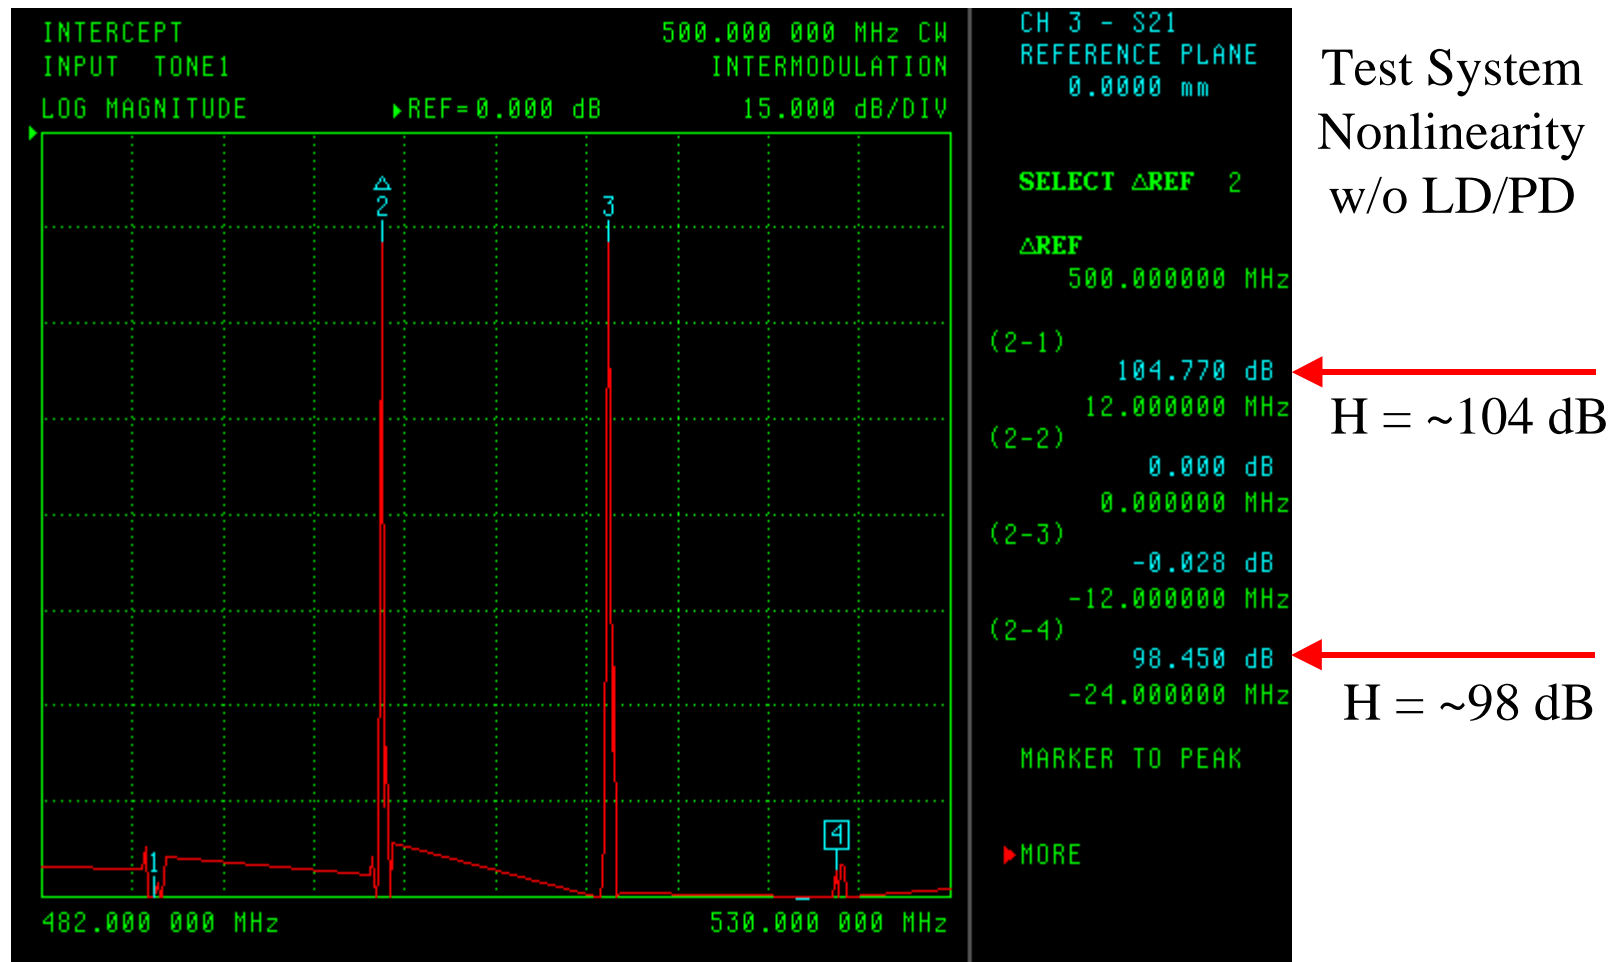 INTERCEPT
500.000 000 MHz CW
INPUT TONE1
INTERMODULATION
LOG MAGNITUDE
▶REF=0.000 dB
15.000 dB/DIV
△
2
3
1
4
482.000 000 MHz
530.000 000 MHz
CH 3 - S21
REFERENCE PLANE
0.0000 mm
SELECT △REF 2
△REF
500.000000 MHz
(2-1)
104.770 dB
12.000000 MHz
(2-2)
0.000 dB
0.000000 MHz
(2-3)
-0.028 dB
-12.000000 MHz
(2-4)
98.450 dB
-24.000000 MHz
MARKER TO PEAK
▶MORE
Test System
Nonlinearity
w/o LD/PD
H = ~104 dB
H = ~98 dB